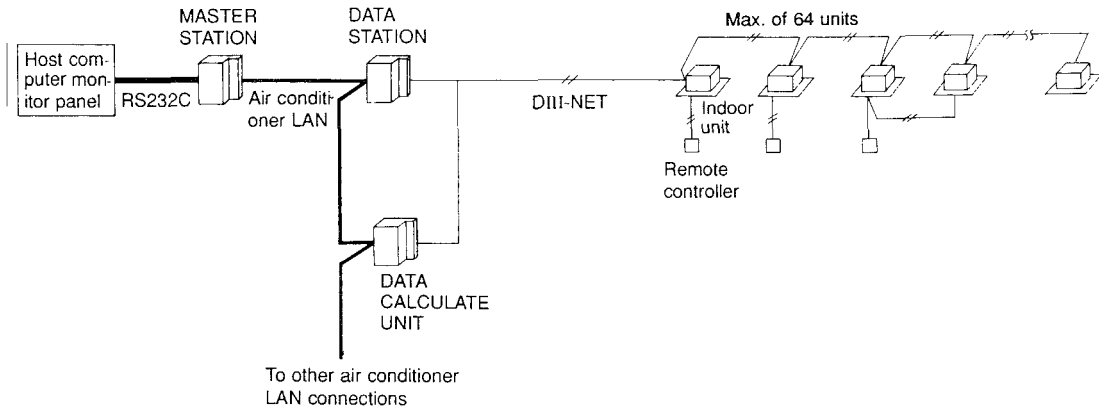 MASTER
STATION
DATA
STATION
Max. of 64 units
Host com-
puter mon-
itor panel
RS232C
Air conditi-
oner LAN
DIII-NET
Indoor
unit
Remote
controller
DATA
CALCULATE
UNIT
To other air conditioner
LAN connections